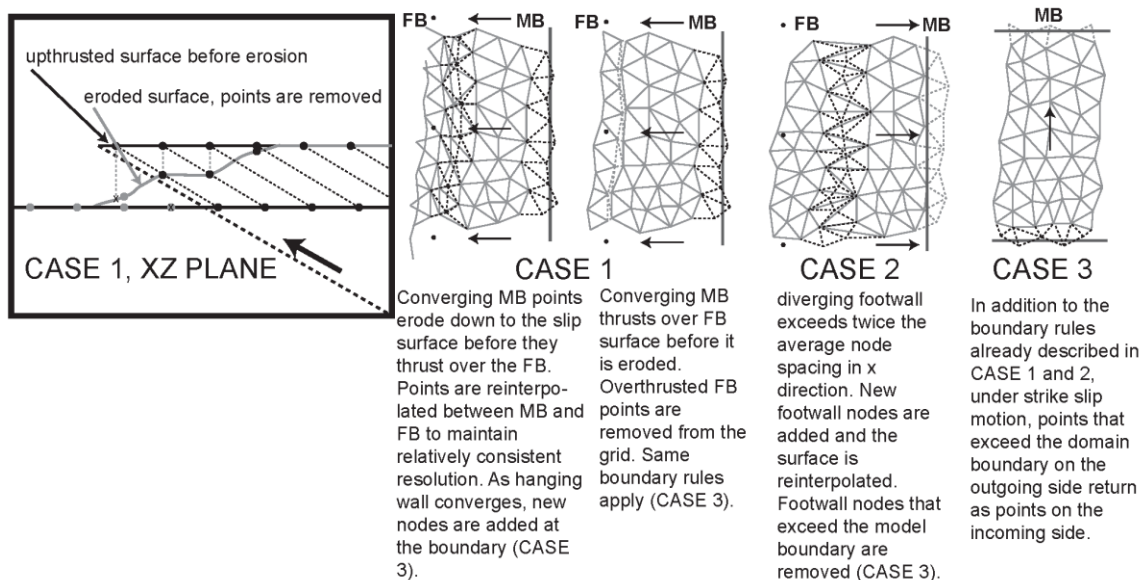 upthrusted surface before erosion
eroded surface, points are removed
x
x
CASE 1, XZ PLANE
FB
MB
FB
MB
FB
MB
MB
CASE 1
CASE 2
CASE 3
Converging MB points
erode down to the slip
surface before they
thrust over the FB.
Points are reinterpo-
lated between MB and
FB to maintain
relatively consistent
resolution. As hanging
wall converges, new
nodes are added at
the boundary (CASE
3).
Converging MB
thrusts over FB
surface before it
is eroded.
Overthrusted FB
points are
removed from the
grid. Same
boundary rules
apply (CASE 3).
diverging footwall
exceeds twice the
average node
spacing in x
direction. New
footwall nodes are
added and the
surface is
reinterpolated.
Footwall nodes that
exceed the model
boundary are
removed (CASE 3).
In addition to the
boundary rules
already described in
CASE 1 and 2,
under strike slip
motion, points that
exceed the domain
boundary on the
outgoing side return
as points on the
incoming side.